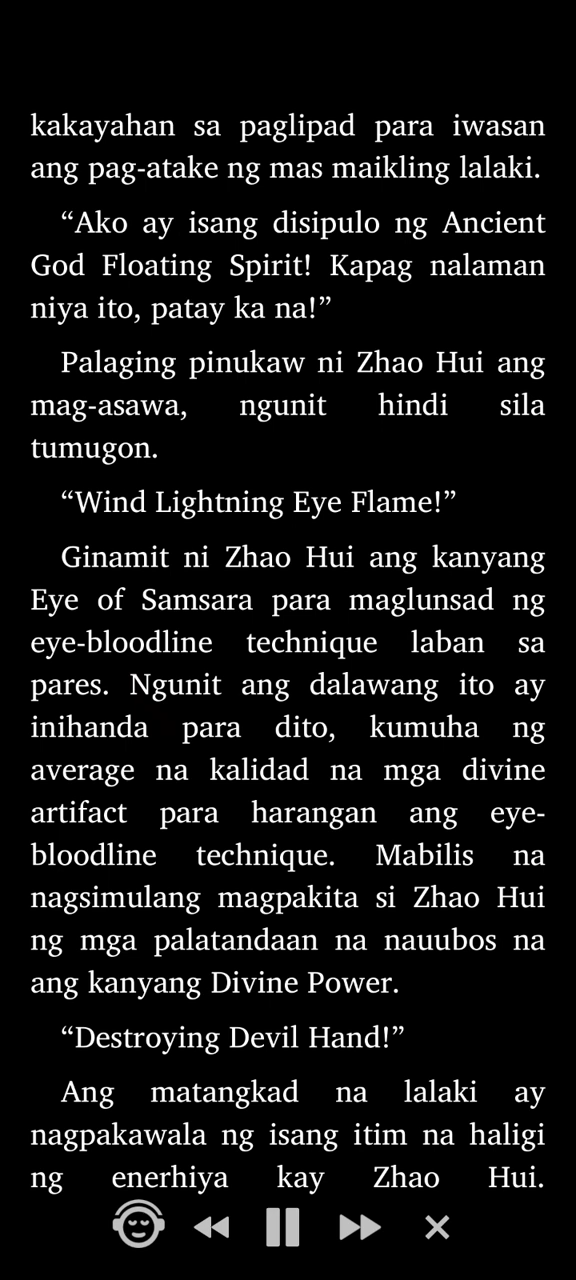 kakayahan sa paglipad para iwasan
ang pag-atake ng mas maikling lalaki.
“Ako ay isang disipulo ng Ancient
God Floating Spirit! Kapag nalaman
niya ito, patay ka na!”
Palaging pinukaw ni Zhao Hui ang
mag-asawa, ngunit hindi sila
tumugon.
“Wind Lightning Eye Flame!”
Ginamit ni Zhao Hui ang kanyang
Eye of Samsara para maglunsad ng
eye-bloodline technique laban sa
pares. Ngunit ang dalawang ito ay
inihanda para dito, kumuha ng
average na kalidad na mga divine
artifact para harangan ang eye-
bloodline technique. Mabilis na
nagsimulang magpakita si Zhao Hui
ng mga palatandaan na nauubos na
ang kanyang Divine Power.
“Destroying Devil Hand!”
Ang matangkad na lalaki ay
nagpakawala ng isang itim na haligi
ng enerhiya kay Zhao Hui.